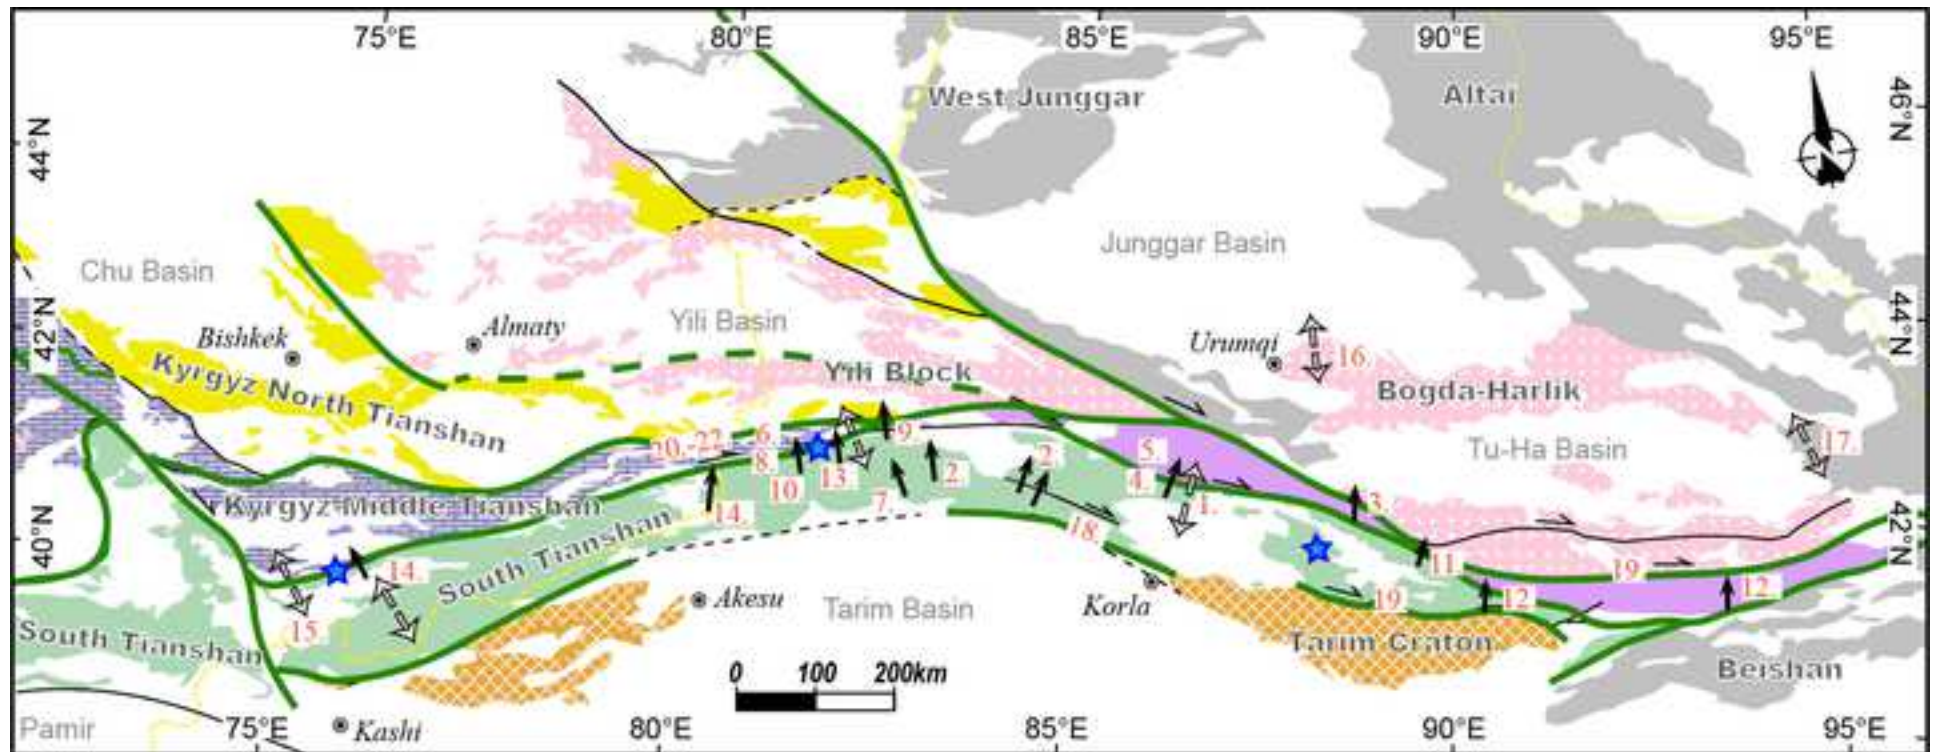 75°E 80°E 85°E 90°E 95°E
West Junggar
Altai
46°N
44°N
Junggar Basin
Chu Basin
42°N
Yili Basin
Almaty
Bishkek
Urumqi
16.
44°N
Kyrgyz North Tianshan
Yili Block
Bogda-Harlik
20.-22.
6.
9.
17.
Tu-Ha Basin
8.
13.
10.
2.
2.
5.
4.
7.
1.
3.
Kyrgyz Middle Tianshan
14.
18.
40°N
42°N
South Tianshan
14.
11.
19.
12.
15.
Akesu
Tarim Basin
Korla
19.
12.
South Tianshan
Tarim Craton
Beishan
0 100 200km
Pamir
Kashi
75°E 80°E 85°E 90°E 95°E